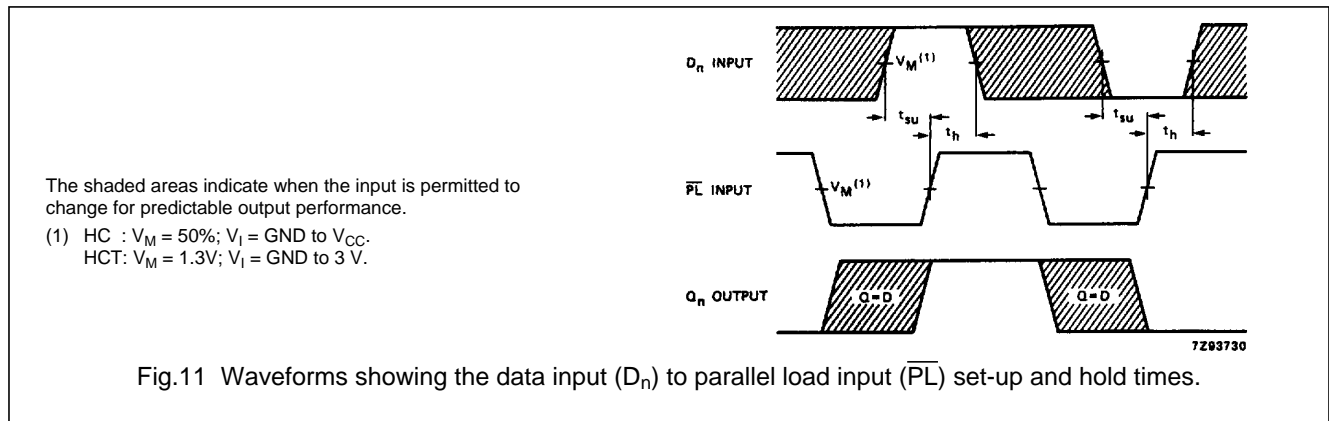 The shaded areas indicate when the input is permitted to
change for predictable output performance.
(1) HC : VM = 50%; VI = GND to VCC.
HCT: VM = 1.3V; VI = GND to 3 V.
Dn INPUT
VM(1)
tsu
th
tsu
th
PL INPUT
VM(1)
Qn OUTPUT
Q=D
Q=D
7Z93730
Fig.11 Waveforms showing the data input (Dn) to parallel load input (PL) set-up and hold times.